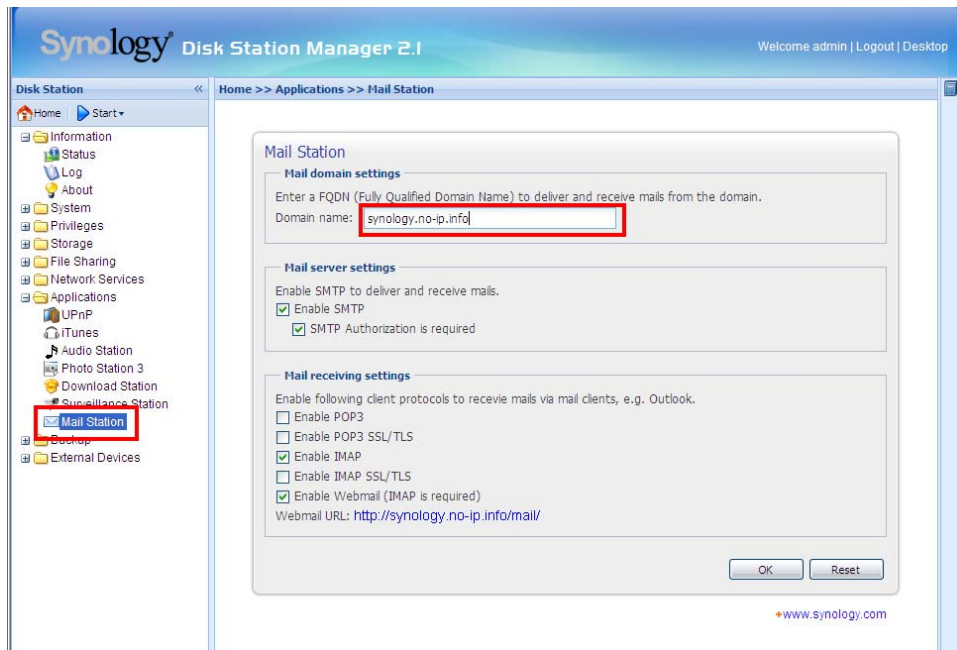 Synology Disk Station Manager 2.1
Welcome admin | Logout | Desktop
Disk Station «
Home >> Applications >> Mail Station
Home Start
Information
Status
Log
About
System
Privileges
Storage
File Sharing
Network Services
Applications
UPnP
iTunes
Audio Station
Photo Station 3
Download Station
Surveillance Station
Mail Station
Backup
External Devices
Mail Station
Mail domain settings
Enter a FQDN (Fully Qualified Domain Name) to deliver and receive mails from the domain.
Domain name: synology.no-ip.info
Mail server settings
Enable SMTP to deliver and receive mails.
Enable SMTP
SMTP Authorization is required
Mail receiving settings
Enable following client protocols to recevie mails via mail clients, e.g. Outlook.
Enable POP3
Enable POP3 SSL/TLS
Enable IMAP
Enable IMAP SSL/TLS
Enable Webmail (IMAP is required)
Webmail URL: http://synology.no-ip.info/mail/
OK Reset
www.synology.com